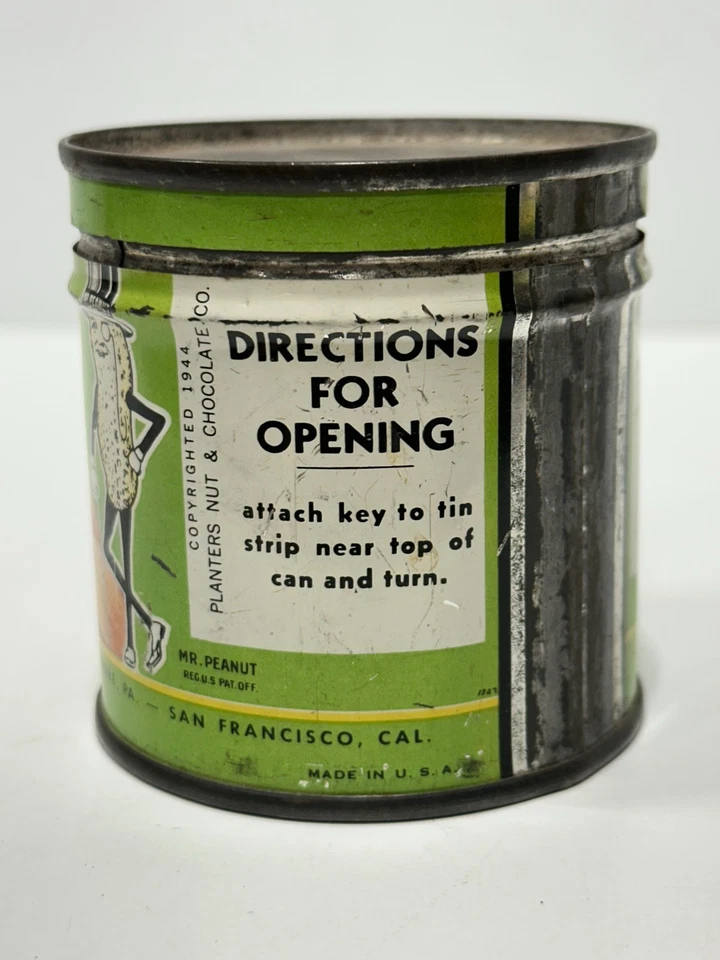 COPYRIGHTED 1944
PLANTERS NUT & CHOCOLATE CO.
DIRECTIONS
FOR
OPENING
attach key to tin
strip near top of
can and turn.
MR. PEANUT
REG. U.S PAT. OFF.
PA. — SAN FRANCISCO, CAL.
MADE IN U. S. A.